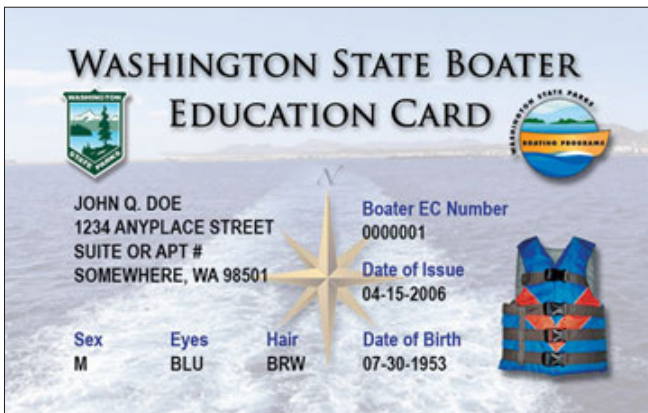 WASHINGTON STATE BOATER
EDUCATION CARD
WASHINGTON
STATE PARKS
WASHINGTON STATE PARKS
BOATING PROGRAMS
N
JOHN Q. DOE
1234 ANYPLACE STREET
SUITE OR APT #
SOMEWHERE, WA 98501
Boater EC Number
0000001
Date of Issue
04-15-2006
Sex Eyes Hair Date of Birth
M BLU BRW 07-30-1953